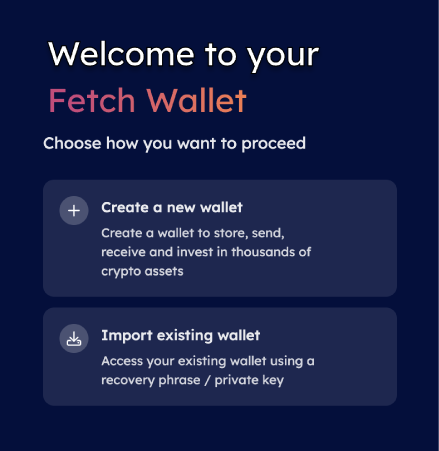 Welcome to your
Fetch Wallet
Choose how you want to proceed
Create a new wallet
Create a wallet to store, send,
receive and invest in thousands of
crypto assets
Import existing wallet
Access your existing wallet using a
recovery phrase / private key